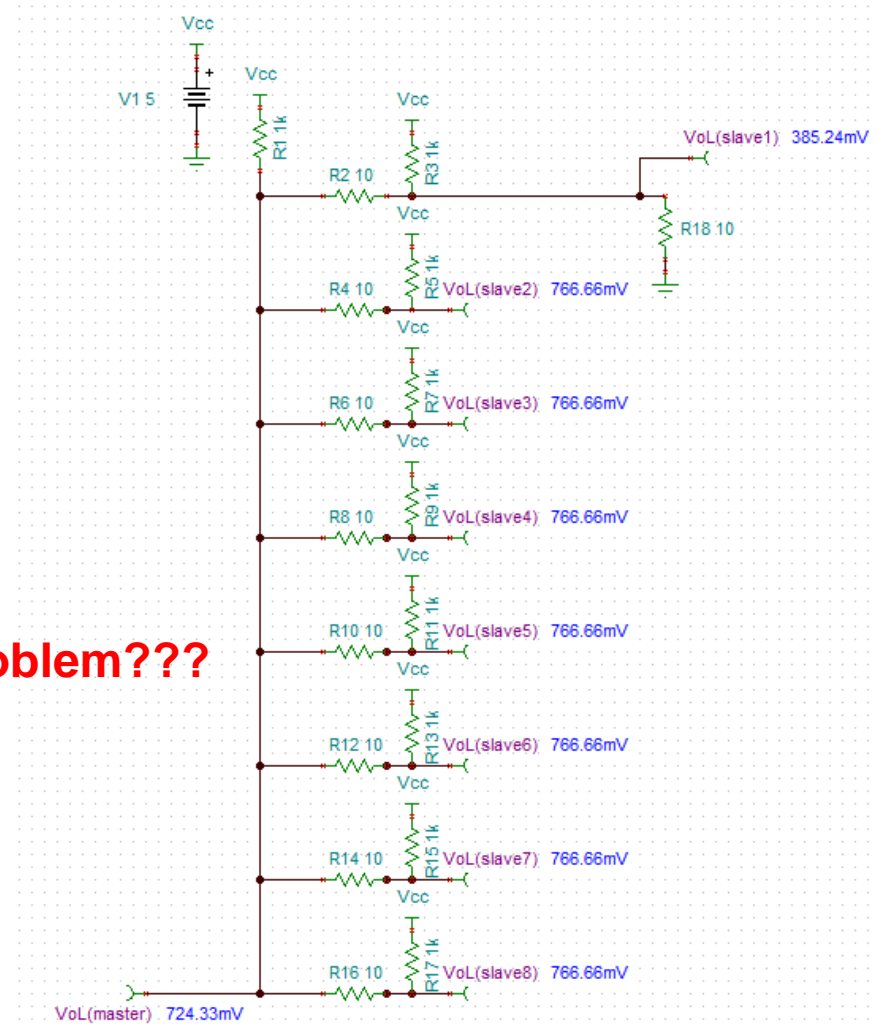 Vcc
V1 5
Vcc
R1 1k
Vcc
R3 1k
VoL(slave1) 385.24mV
R2 10
R18 10
Vcc
R5 1k
R4 10
VoL(slave2) 766.66mV
Vcc
R7 1k
R6 10
VoL(slave3) 766.66mV
Vcc
R9 1k
R8 10
VoL(slave4) 766.66mV
Vcc
R11 1k
R10 10
VoL(slave5) 766.66mV
oblem???
Vcc
R13 1k
R12 10
VoL(slave6) 766.66mV
Vcc
R15 1k
R14 10
VoL(slave7) 766.66mV
Vcc
R17 1k
R16 10
VoL(slave8) 766.66mV
VoL(master) 724.33mV